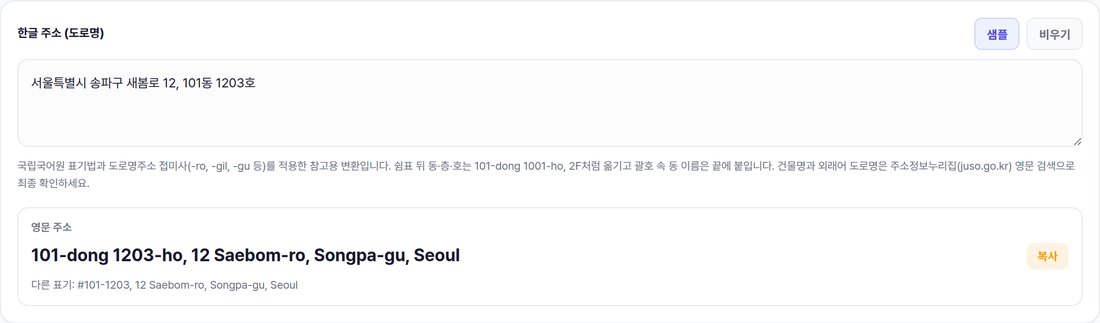 한글 주소 (도로명)
샘플
비우기
서울특별시 송파구 새봄로 12, 101동 1203호
국립국어원 표기법과 도로명주소 접미사(-ro, -gil, -gu 등)를 적용한 참고용 변환입니다. 쉼표 뒤 동·층·호는 101-dong 1001-ho, 2F처럼 옮기고 괄호 속 동 이름은 끝에 붙입니다. 건물명과 외래어 도로명은 주소정보누리집(juso.go.kr) 영문 검색으로
최종 확인하세요.
영문 주소
101-dong 1203-ho, 12 Saebom-ro, Songpa-gu, Seoul
복사
다른 표기: #101-1203, 12 Saebom-ro, Songpa-gu, Seoul